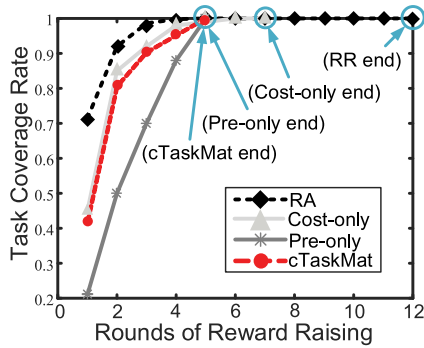 Task Coverage Rate
1
0.9
0.8
0.7
0.6
0.5
0.4
0.3
0.2
(RR end)
(Cost-only end)
(Pre-only end)
(cTaskMat end)
RA
Cost-only
Pre-only
cTaskMat
0 2 4 6 8 10 12
Rounds of Reward Raising